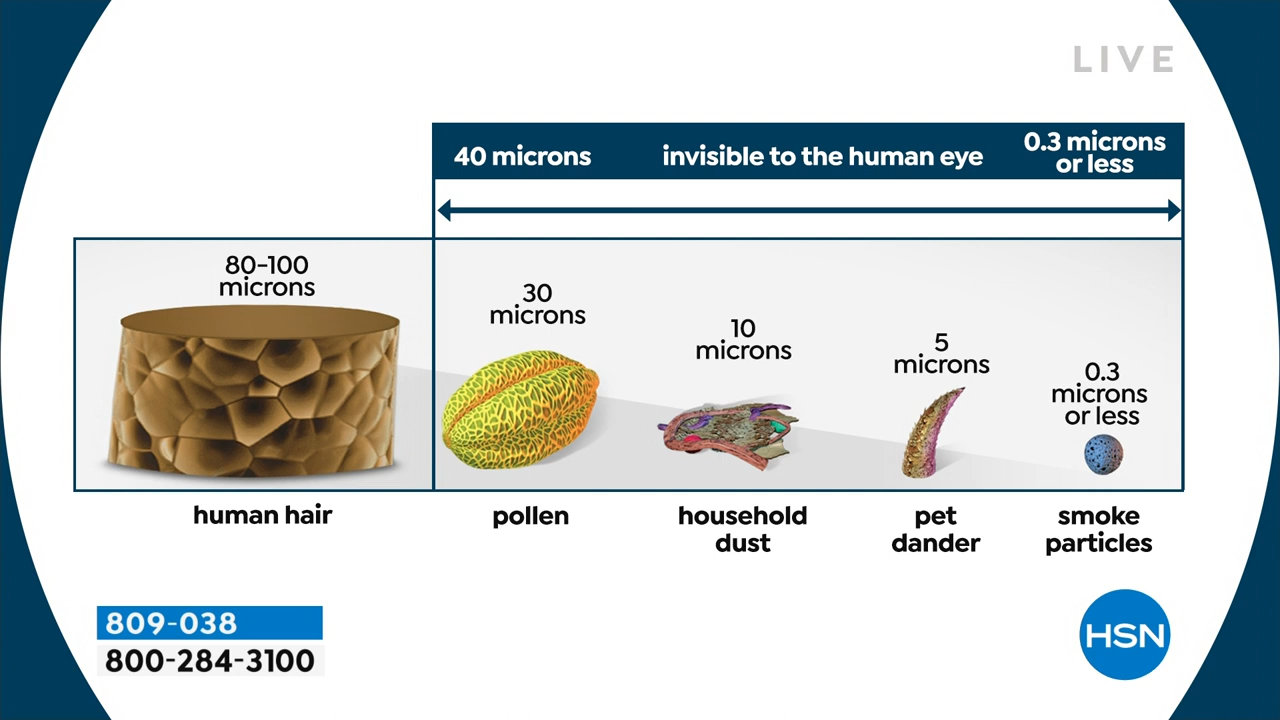 LIVE
40 microns
invisible to the human eye
0.3 microns
or less
80-100
microns
30
microns
10
microns
5
microns
0.3
microns
or less
human hair
pollen
household
dust
pet
dander
smoke
particles
809-038
800-284-3100
HSN